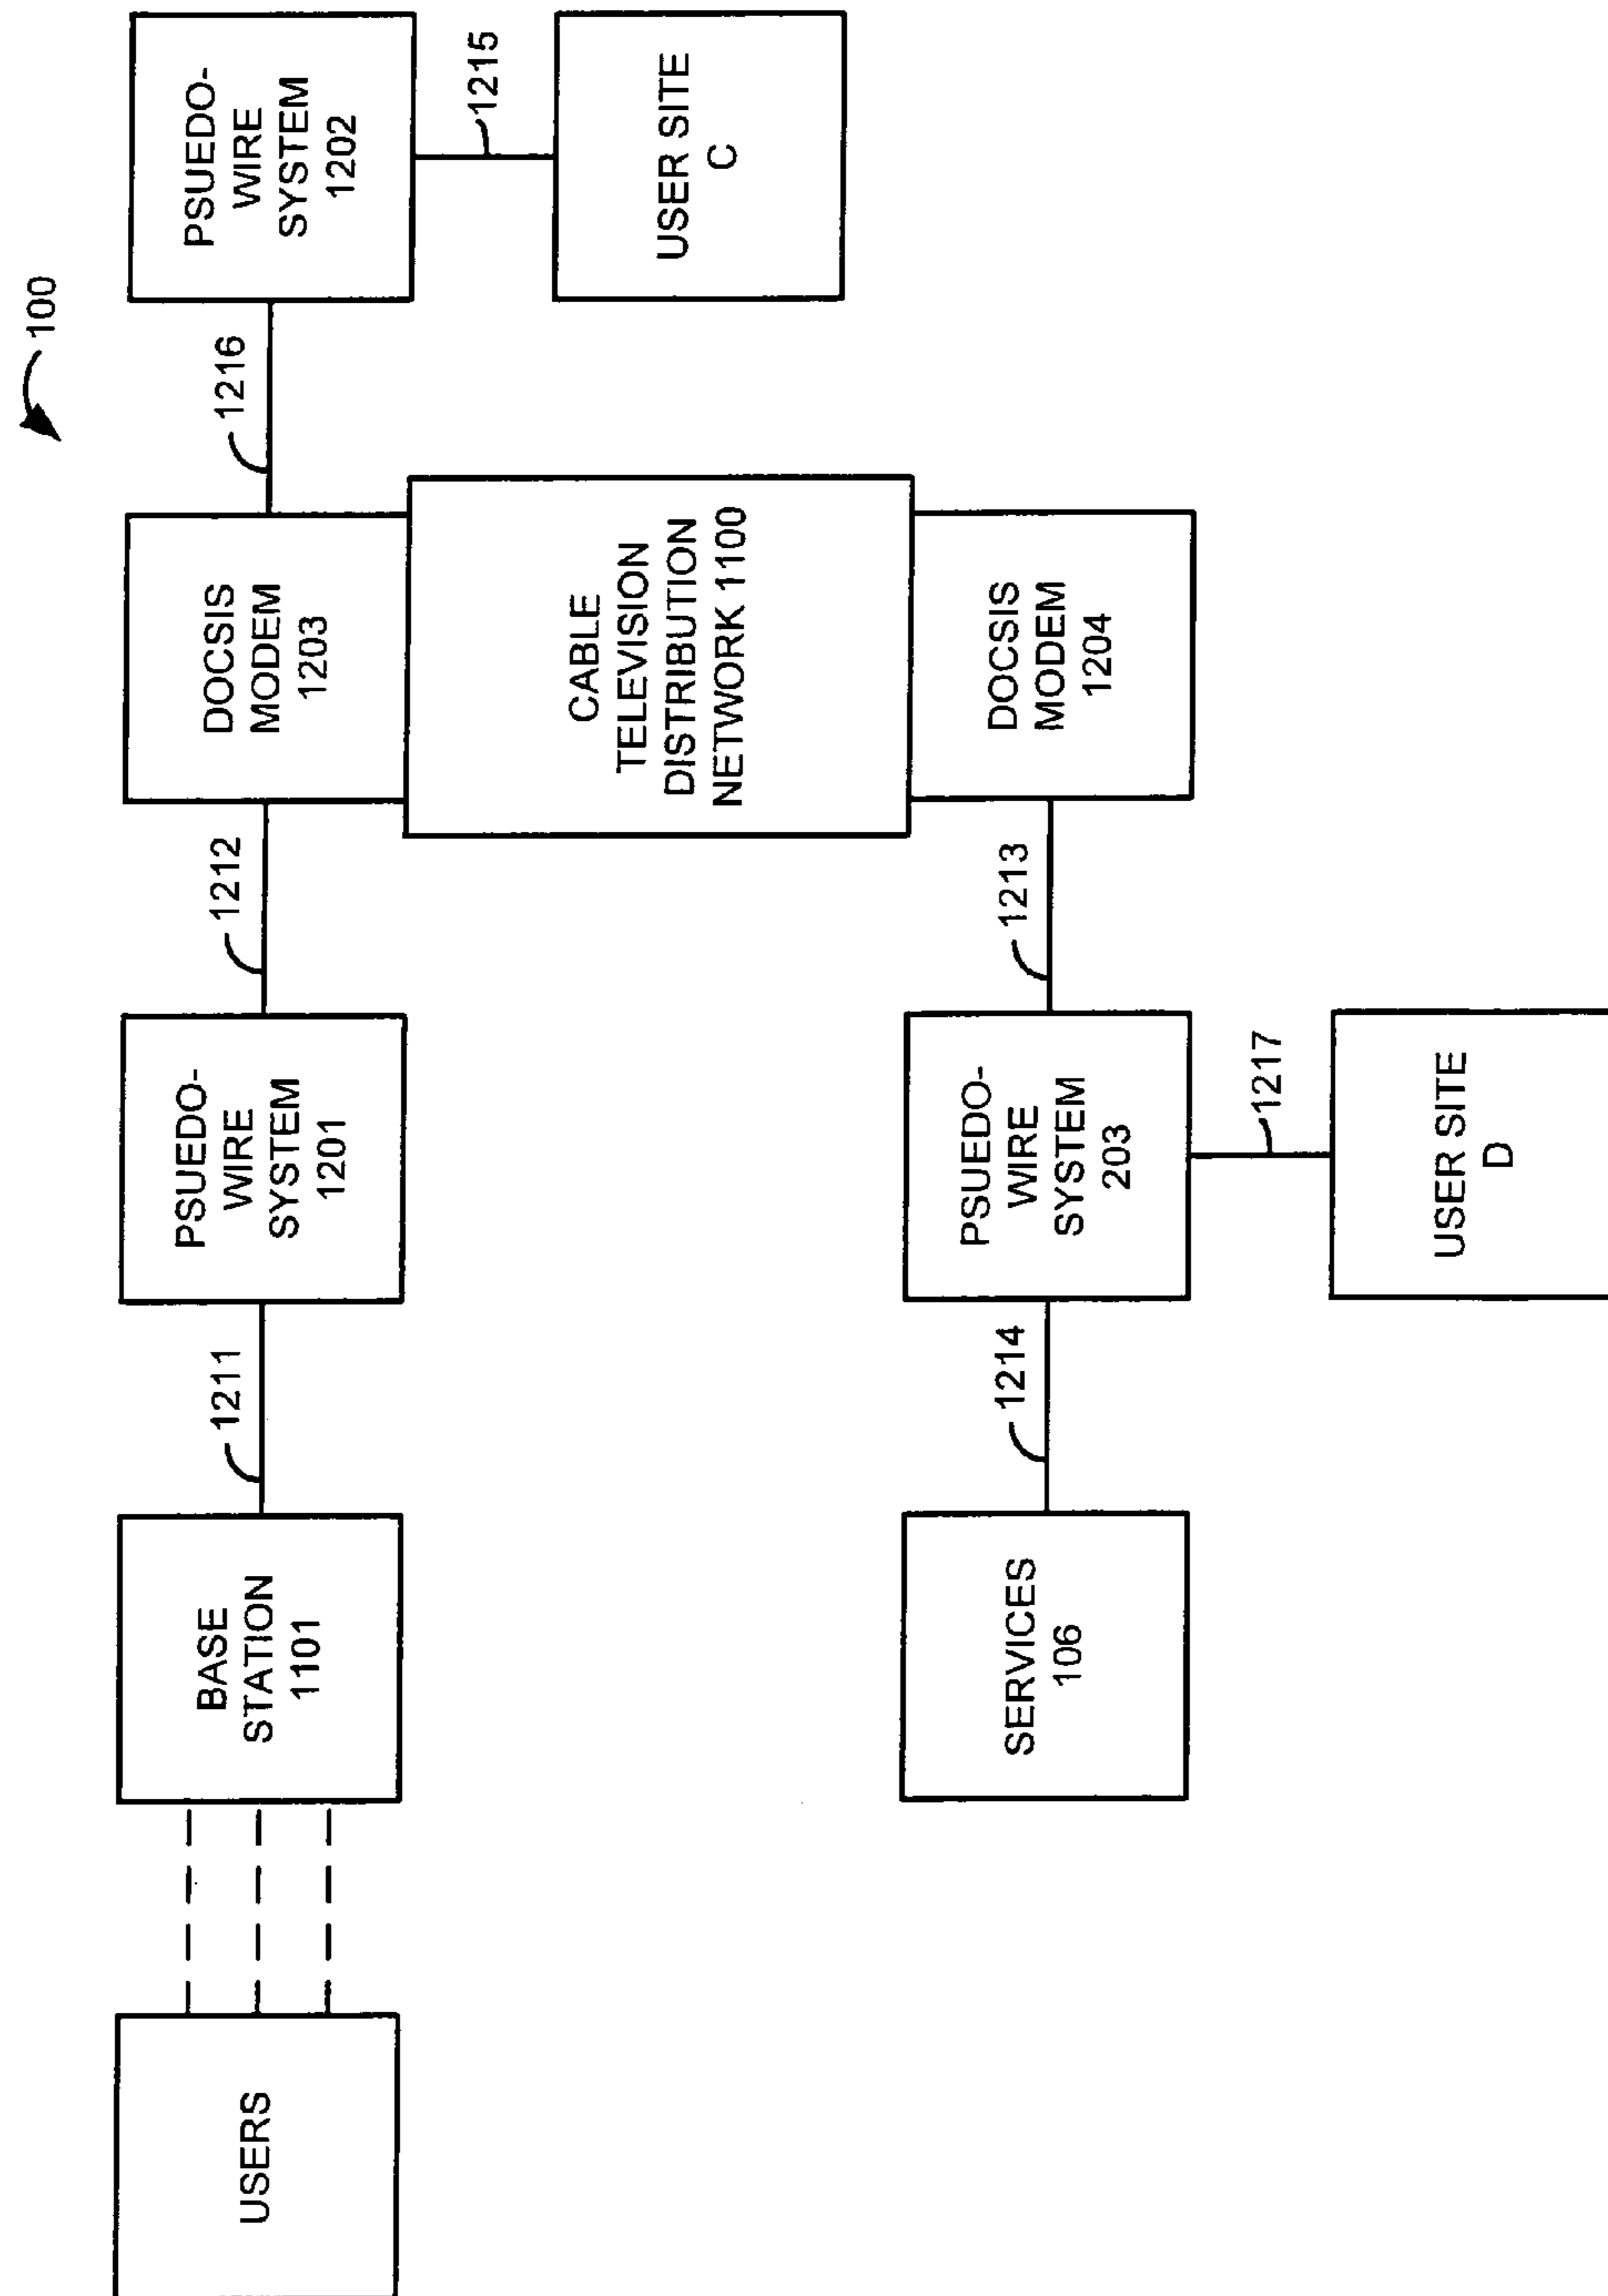 100
USERS
BASE
STATION
1101
1211
PSUEDO-
WIRE
SYSTEM
1201
1212
DOCSIS
MODEM
1203
1216
PSUEDO-
WIRE
SYSTEM
1202
1215
USER SITE
C
CABLE
TELEVISION
DISTRIBUTION
NETWORK 1100
SERVICES
106
1214
PSUEDO-
WIRE
SYSTEM
203
1213
DOCSIS
MODEM
1204
1217
USER SITE
D